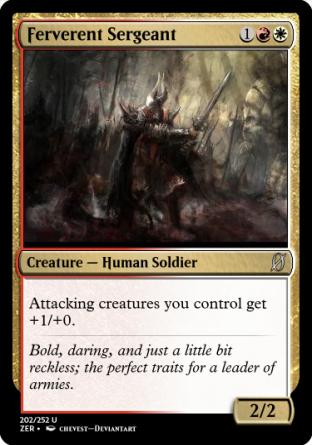 Ferverent Sergeant 1
Creature — Human Soldier
Attacking creatures you control get
+1/+0.
Bold, daring, and just a little bit
reckless; the perfect traits for a leader of
armies.
2/2
202/252 U
ZER • CHEVEST—DEVIANTART